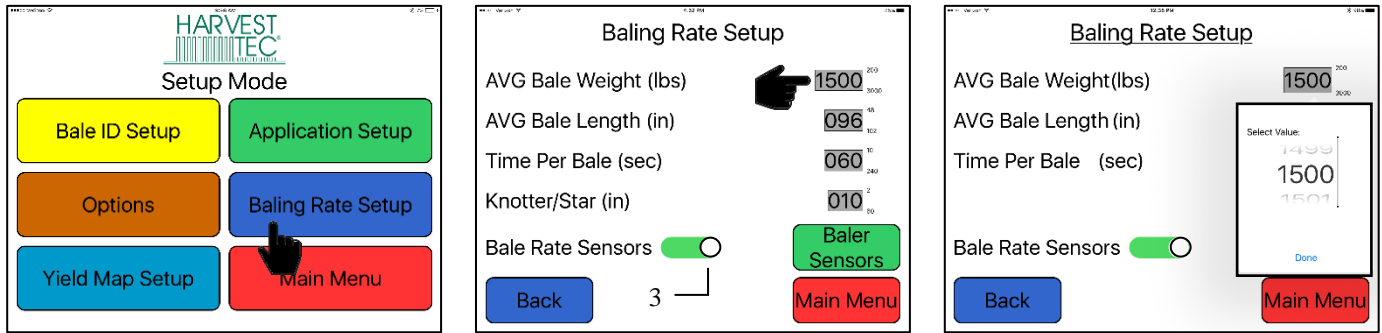 HARVEST
TEC
Setup Mode
Bale ID Setup
Application Setup
Options
Baling Rate Setup
Yield Map Setup
Main Menu
Baling Rate Setup
AVG Bale Weight (lbs)
1500
200
3000
AVG Bale Length (in)
096
48
102
Time Per Bale (sec)
060
10
240
Knotter/Star (in)
010
2
Bale Rate Sensors
Baler
Sensors
3
Back
Main Menu
12:55 PM
Baling Rate Setup
AVG Bale Weight(lbs)
1500
200
3000
AVG Bale Length (in)
Time Per Bale (sec)
Select Value:
1499
1500
1501
Done
Bale Rate Sensors
Back
Main Menu